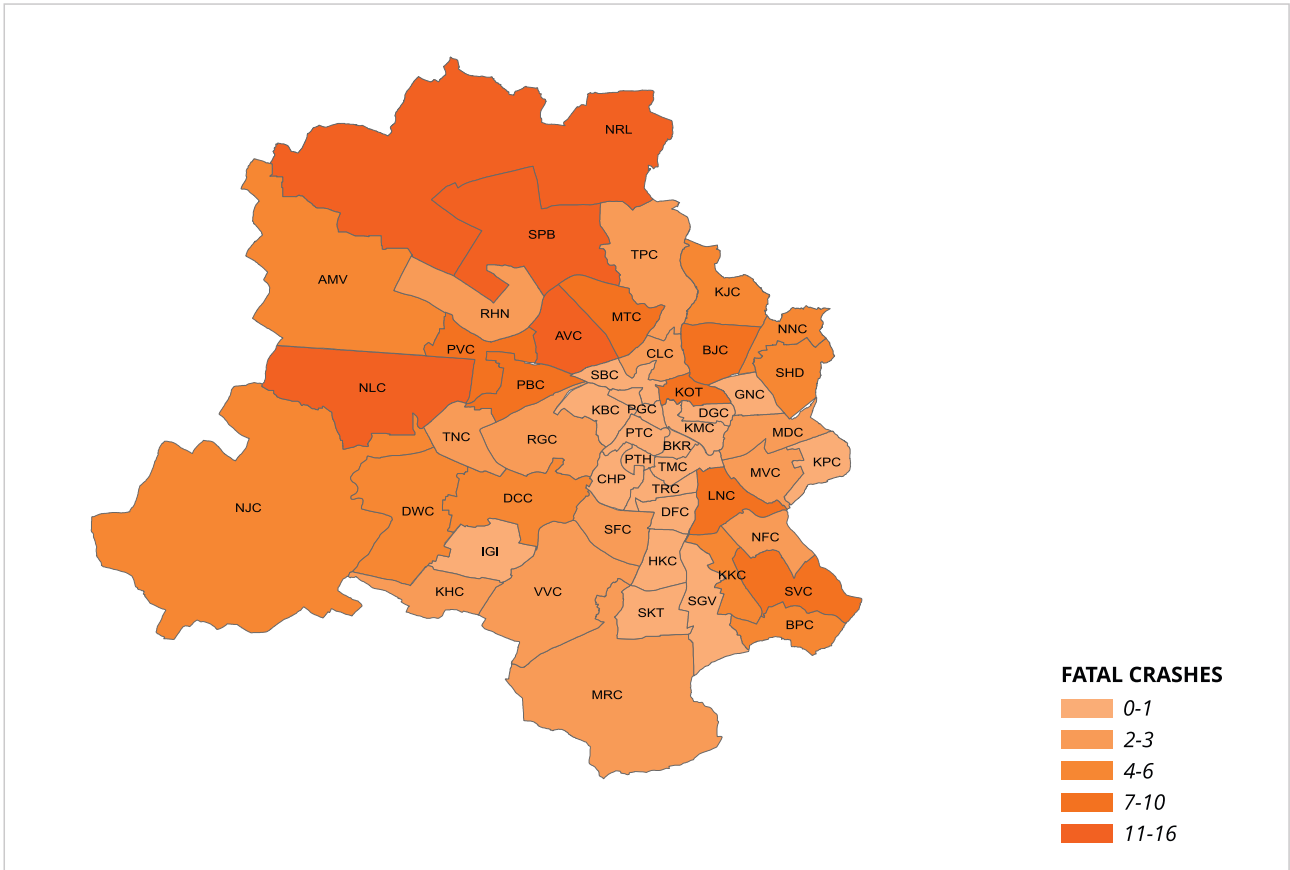 NRL
SPB
TPC
AMV
KJC
RHN
MTC
NNC
AVC
PVC
BJC
CLC
SHD
SBC
NLC
PBC
KOT
GNC
KBC
PGC
DGC
KMC
TNC
RGC
PTC
MDC
BKR
PTH
TMC
KPC
MVC
CHP
TRC
LNC
DCC
NJC
DWC
DFC
SFC
NFC
IGI
HKC
KKC
KHC
VVC
SVC
SGV
SKT
BPC
MRC
FATAL CRASHES
0-1
2-3
4-6
7-10
11-16